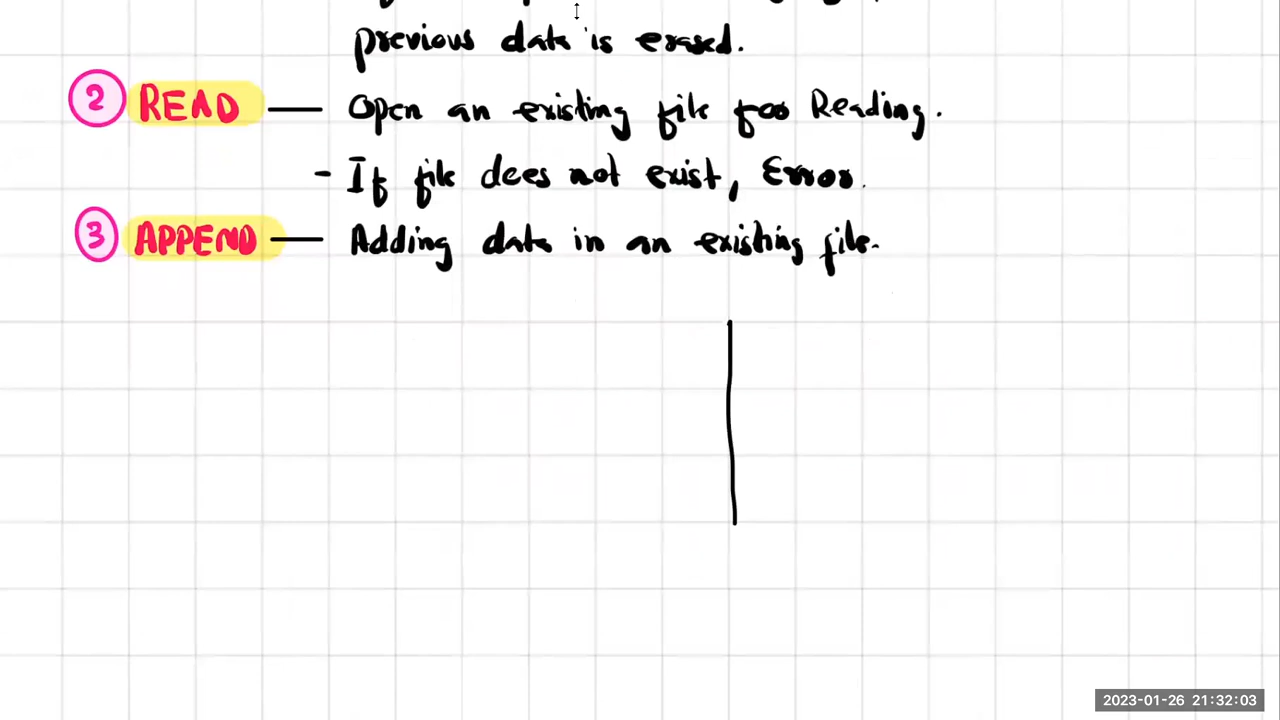 previous data is erased.
2 READ — Open an existing file for Reading.
- If file does not exist, Error.
3 APPEND — Adding data in an existing file.
2023-01-26 21:32:03